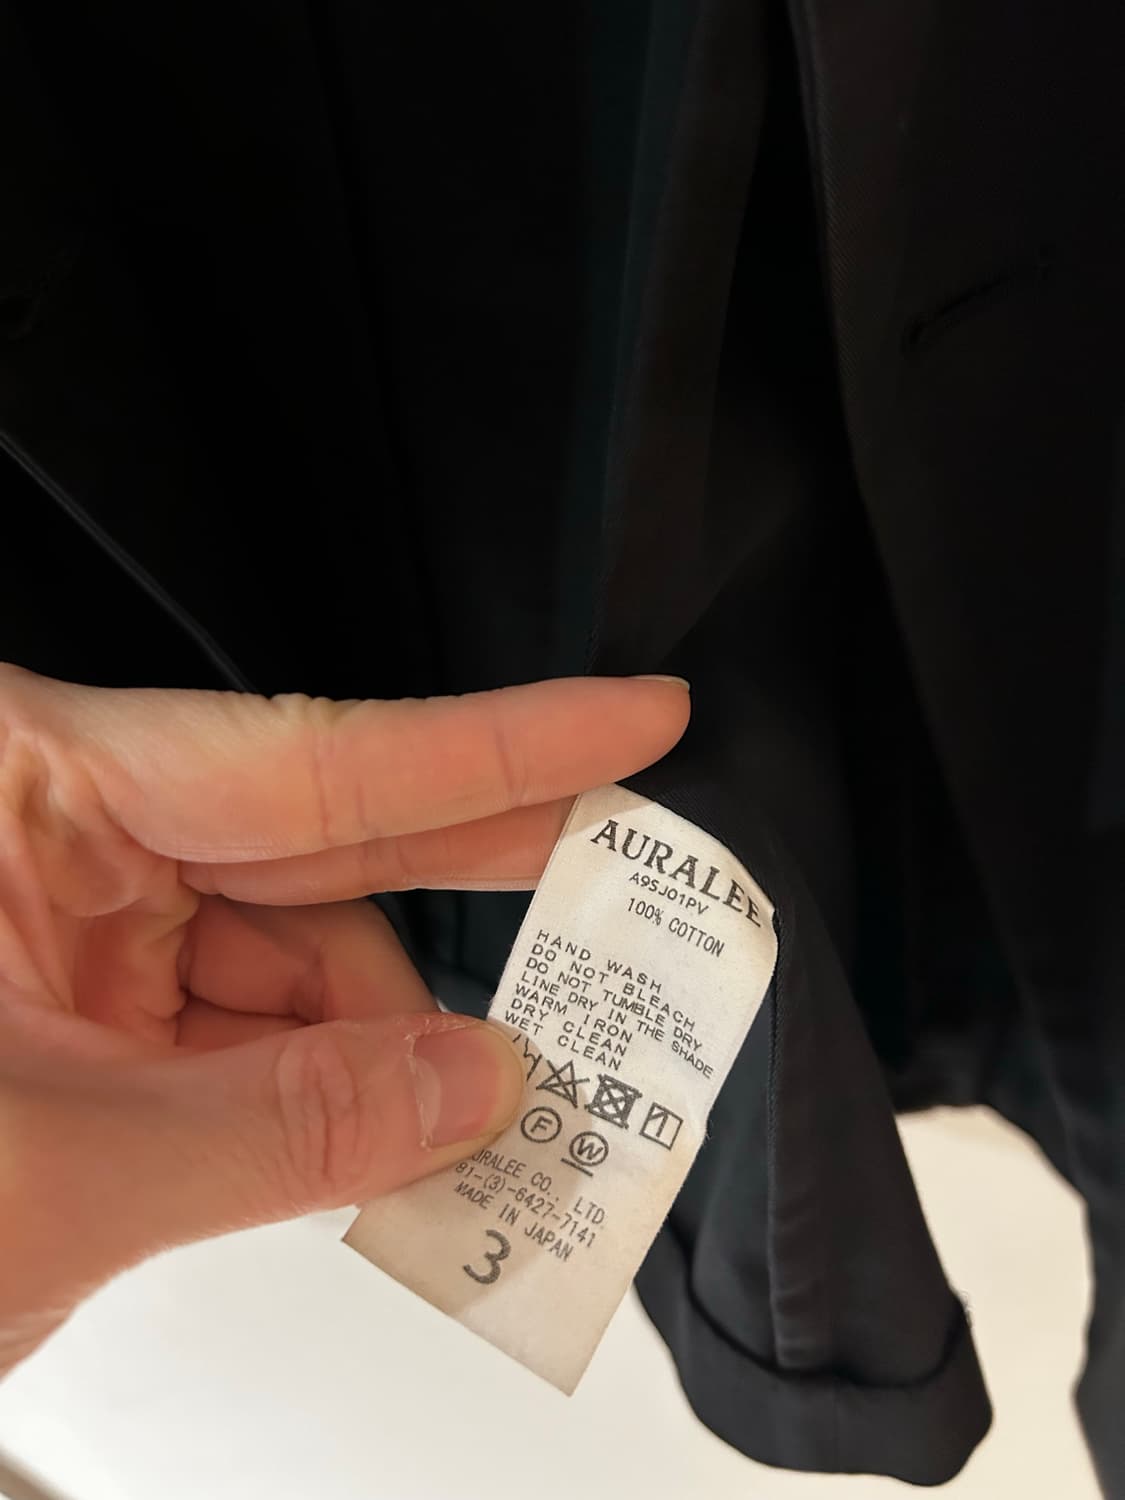 AURALEE
A9SJ01PV
100% COTTON
HAND WASH
DO NOT BLEACH
DO NOT TUMBLE DRY
LINE DRY IN THE SHADE
WARM IRON
DRY CLEAN
WET CLEAN
F
W
URALEE CO., LTD
81-(3)-6427-7141
MADE IN JAPAN
3